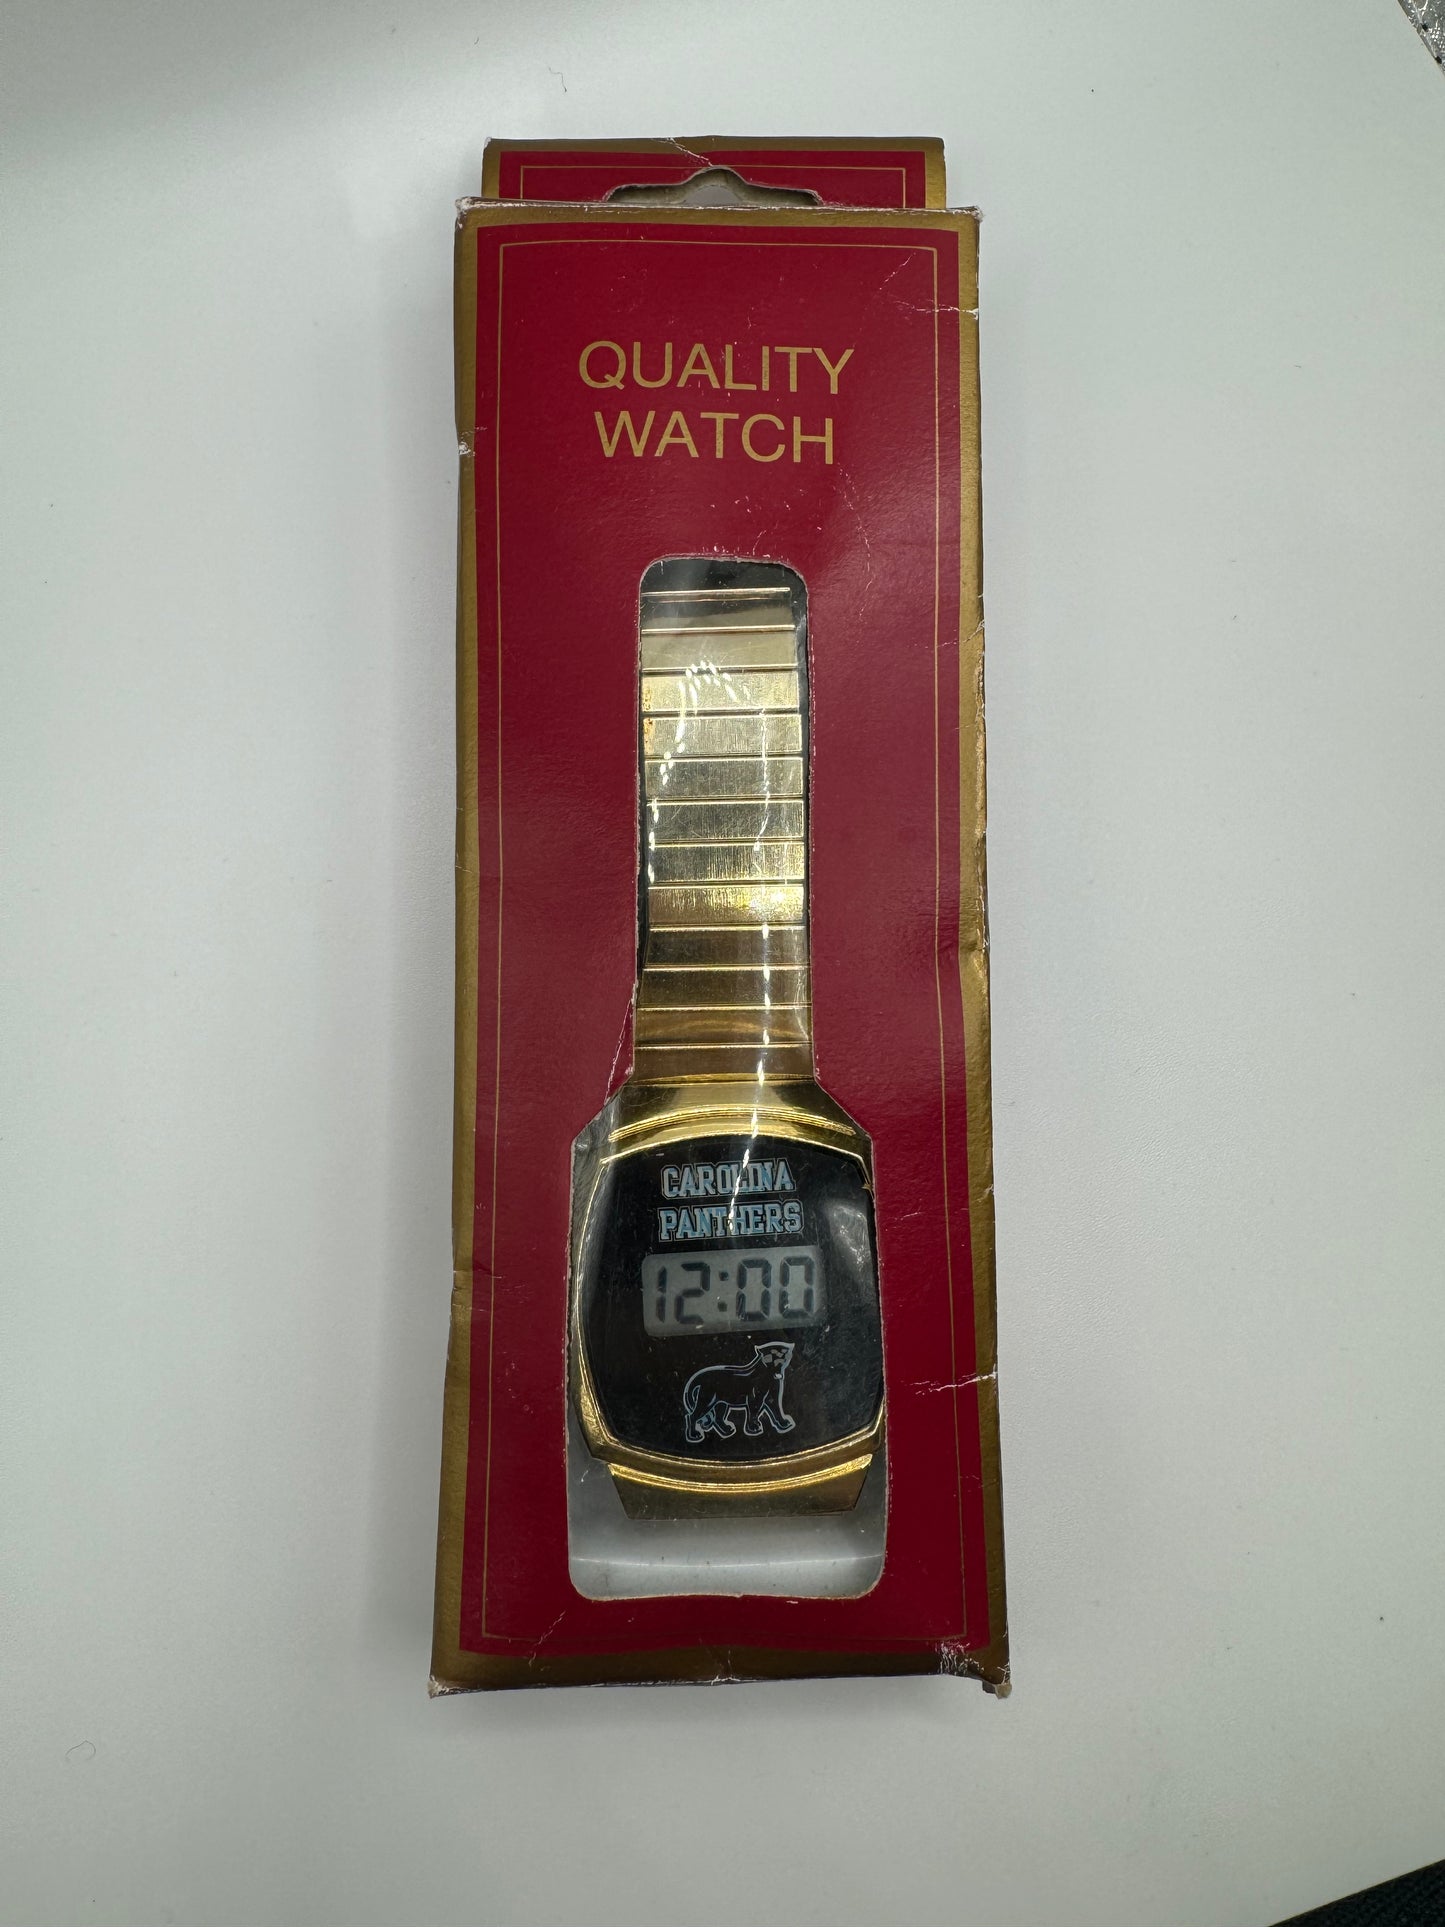 QUALITY
WATCH
CAROLINA
PANTHERS
12:00